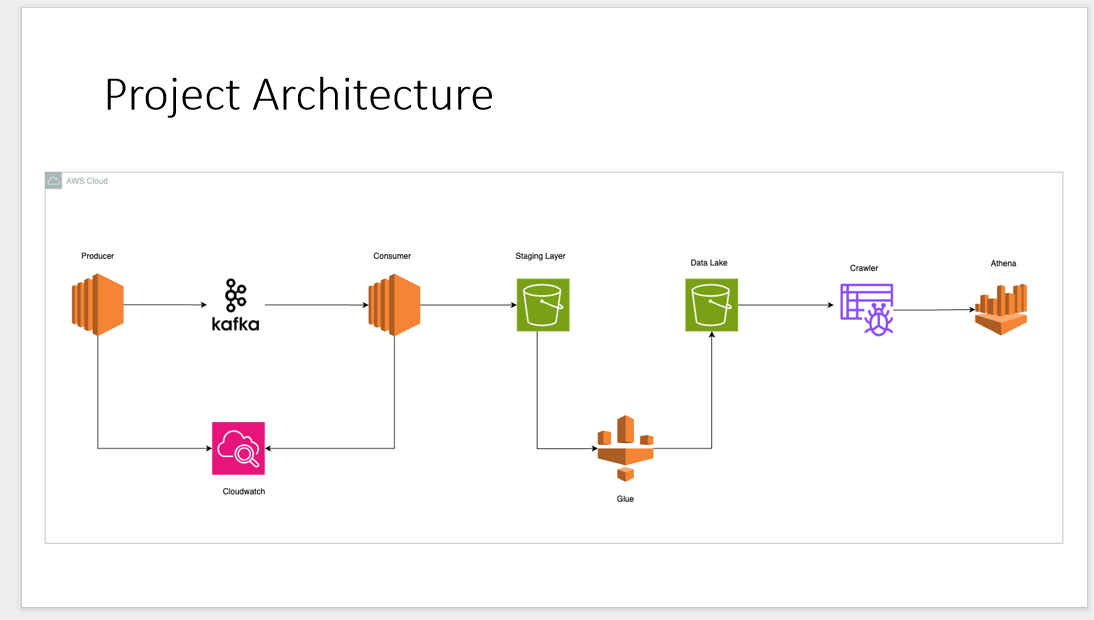 Project Architecture
AWS Cloud
Producer
kafka
Consumer
Staging Layer
Data Lake
Crawler
Athena
Cloudwatch
Glue